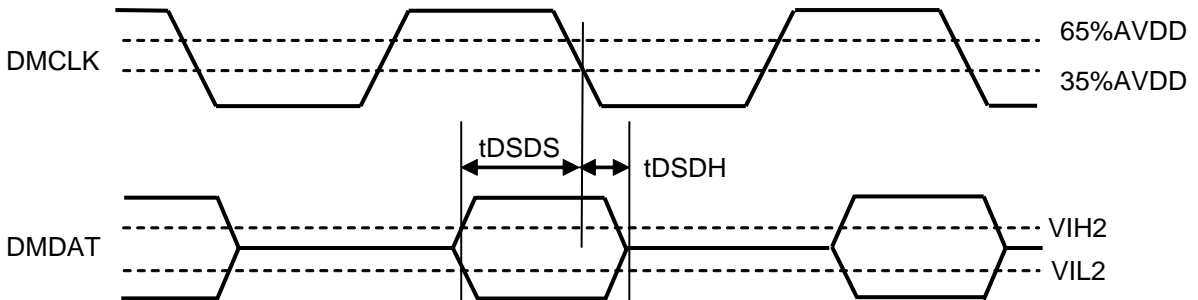 65%AVDD
DMCLK
35%AVDD
tDSDS
tDSDH
VIH2
DMDAT
VIL2